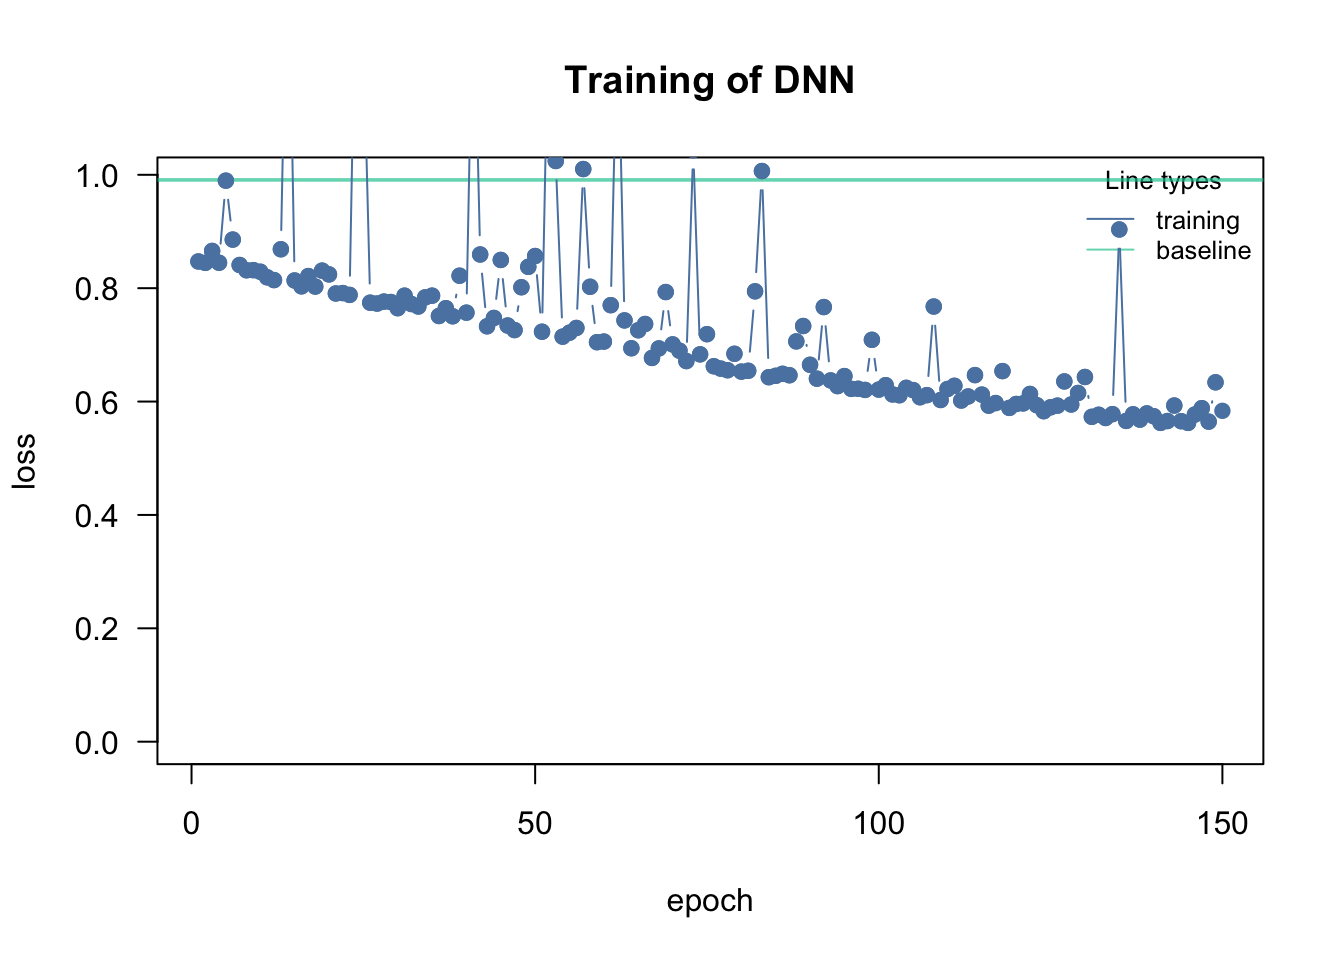 Training of DNN
1.0
0.8
0.6
0.4
0.2
0.0
loss
Line types
training
baseline
0 50 100 150
epoch